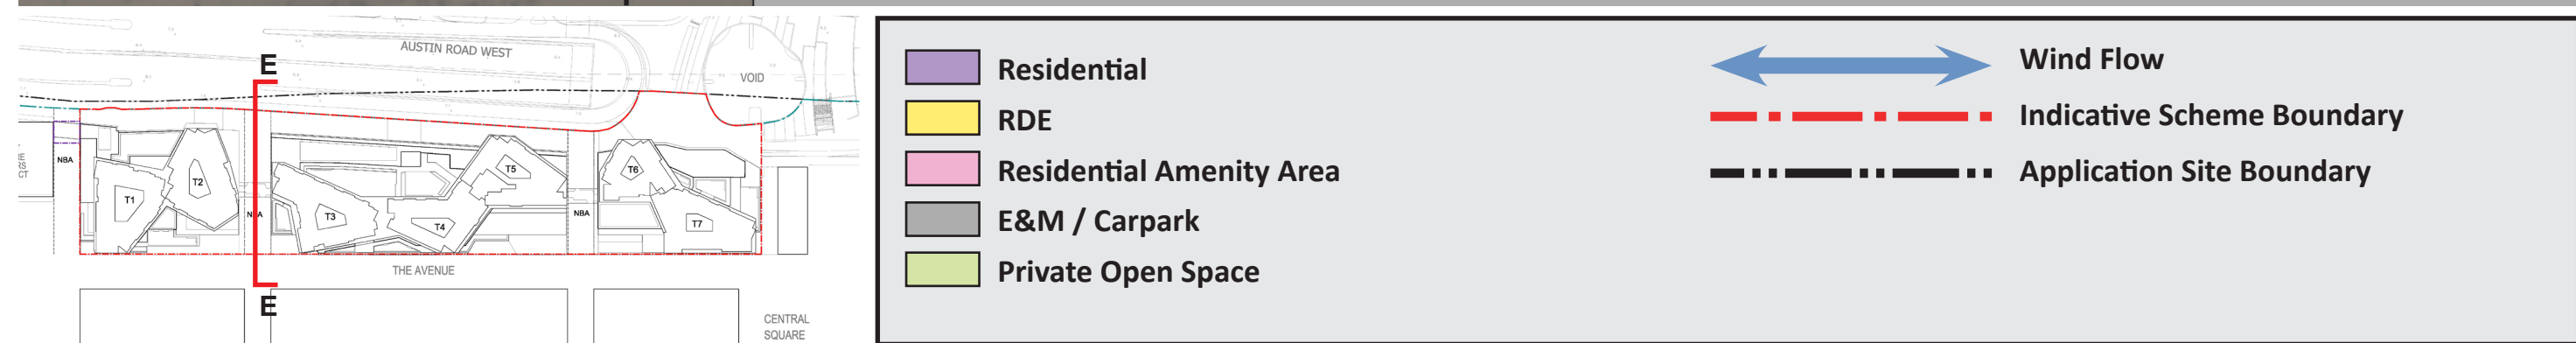 AUSTIN ROAD WEST
VOID
E
NBA
T1
T2
T3
T4
T5
NBA
T6
T7
THE AVENUE
E
CENTRAL
SQUARE
Residential
RDE
Residential Amenity Area
E&M / Carpark
Private Open Space
Wind Flow
Indicative Scheme Boundary
Application Site Boundary